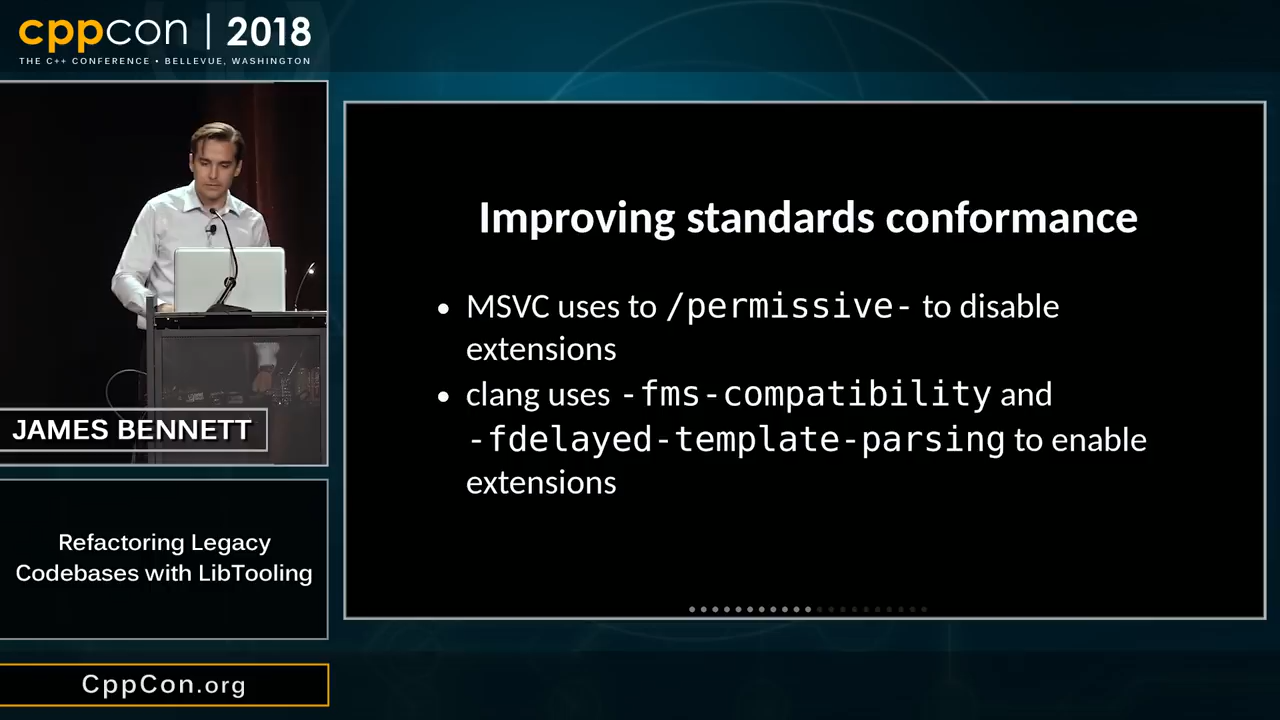 cppcon | 2018
THE C++ CONFERENCE • BELLEVUE, WASHINGTON
JAMES BENNETT
Refactoring Legacy
Codebases with LibTooling
CppCon.org
Improving standards conformance
• MSVC uses to /permissive- to disable
extensions
• clang uses -fms-compatibility and
-fdelayed-template-parsing to enable
extensions